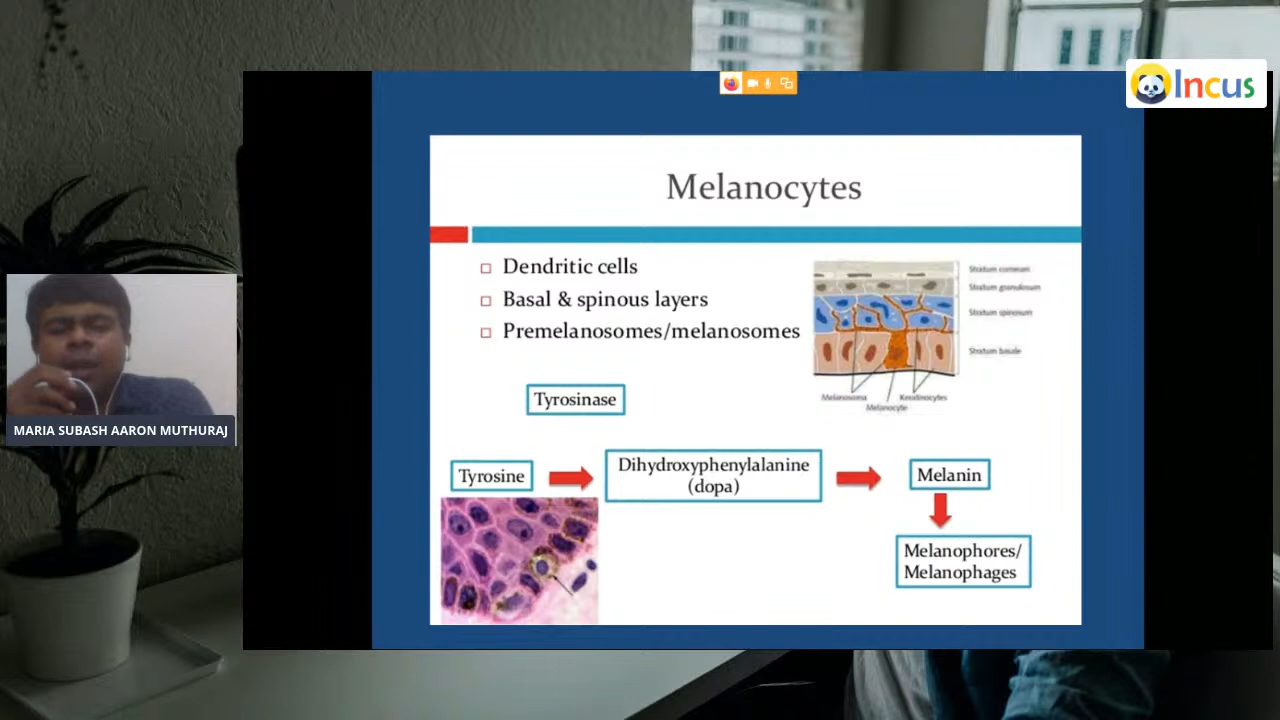 Incus
Melanocytes
Dendritic cells
Basal & spinous layers
Premelanosomes/melanosomes
Stratum corneum
Stratum granulosum
Stratum spinosum
Stratum basale
Melanosoma
Keratinocytes
Melanocyte
Tyrosinase
Tyrosine
Dihydroxyphenylalanine
(dopa)
Melanin
Melanophores/
Melanophages
MARIA SUBASH AARON MUTHURAJ